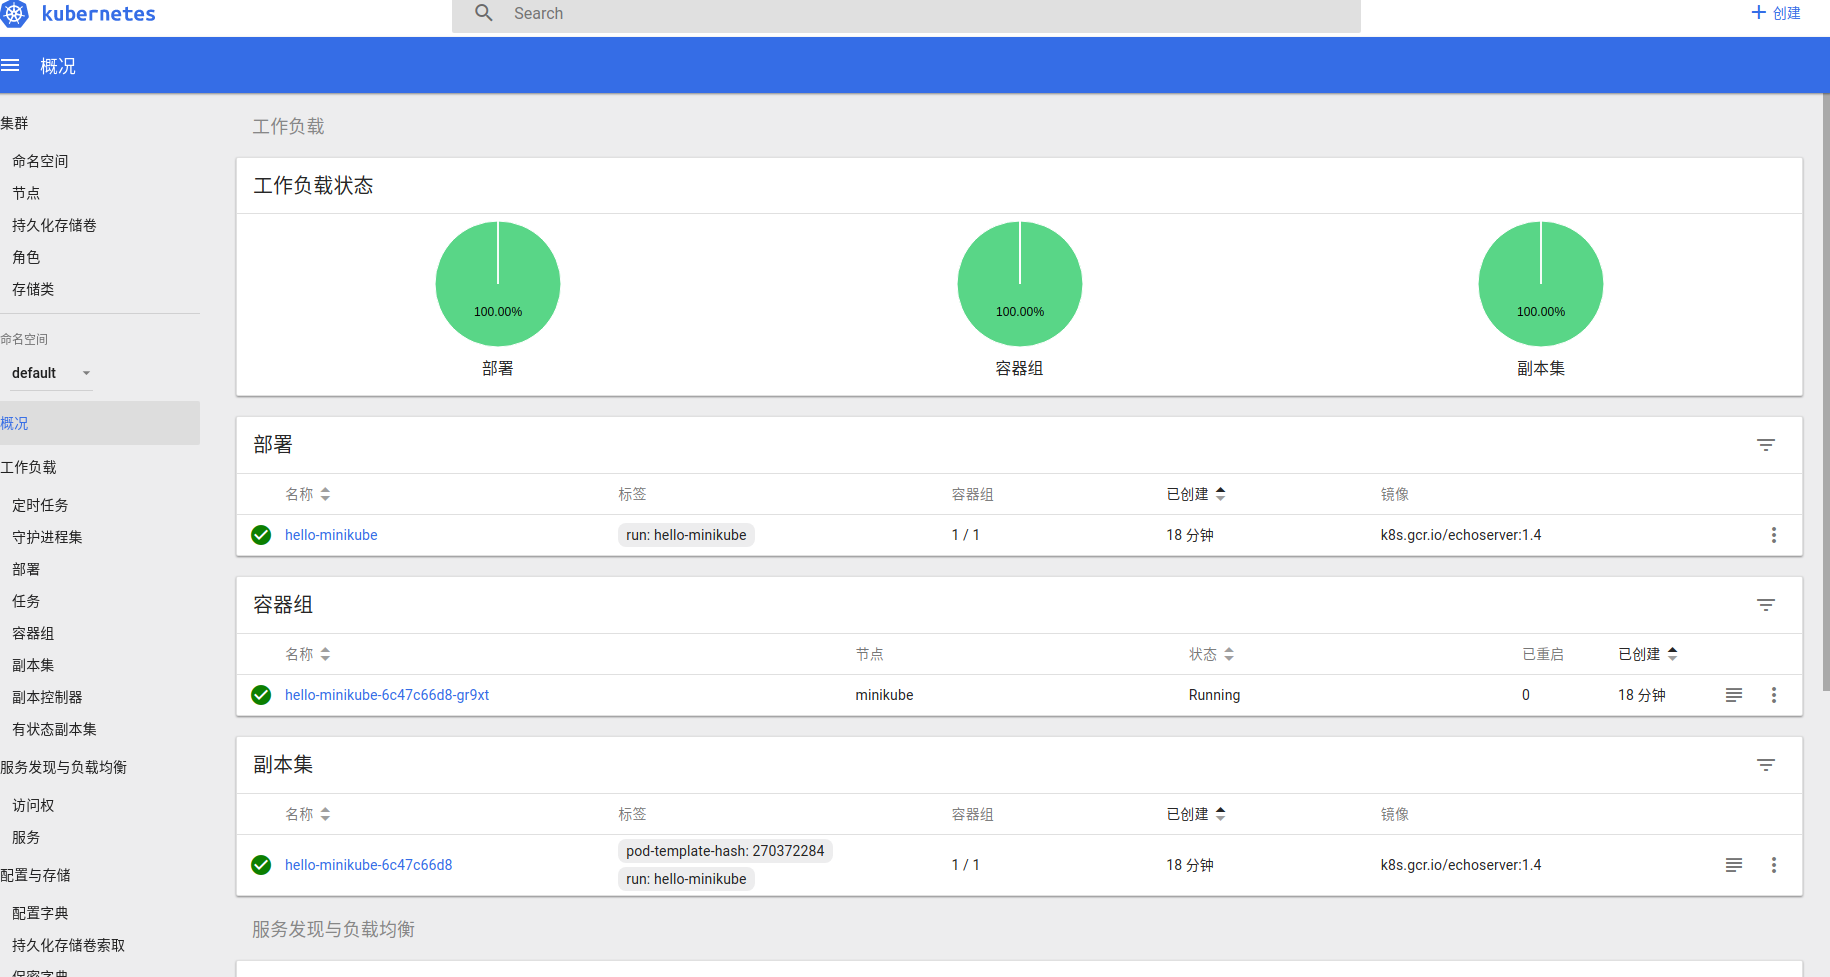 kubernetes
Search
创建
概况
集群
命名空间
节点
持久化存储卷
角色
存储类
命名空间
default
概况
工作负载
定时任务
守护进程集
部署
任务
容器组
副本集
副本控制器
有状态副本集
服务发现与负载均衡
访问权
服务
配置与存储
配置字典
持久化存储卷索取
保密字典
工作负载
工作负载状态
100.00% 100.00% 100.00%
部署 容器组 副本集
部署
名称 标签 容器组 已创建 镜像
hello-minikube run: hello-minikube 1 / 1 18 分钟 k8s.gcr.io/echoserver:1.4
容器组
名称 节点 状态 已重启 已创建
hello-minikube-6c47c66d8-gr9xt minikube Running 0 18 分钟
副本集
名称 标签 容器组 已创建 镜像
pod-template-hash: 270372284
hello-minikube-6c47c66d8 1 / 1 18 分钟 k8s.gcr.io/echoserver:1.4
run: hello-minikube
服务发现与负载均衡